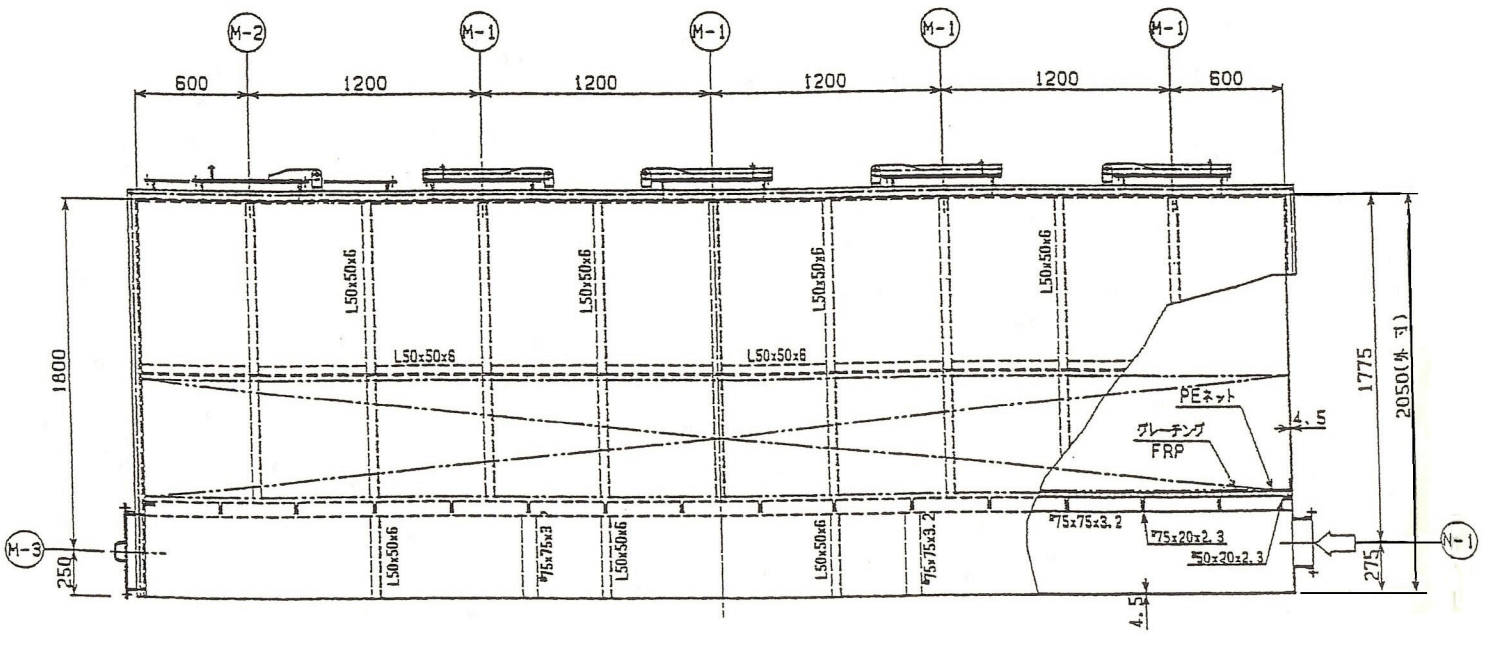 M-2
M-1
M-1
M-1
M-1
600
1200
1200
1200
1200
600
L50x50x6
L50x50x6
L50x50x6
L50x50x6
1800
L50x50x6
L50x50x6
1775
2050(外寸)
PEネット
4.5
グレーチング
FRP
M-3
250
L50x50x6
□75x75x3
L50x50x6
L50x50x6
□75x75x3.2
□75x75x3.2
□75x20x2.3
□50x20x2.3
N-1
275
4.5